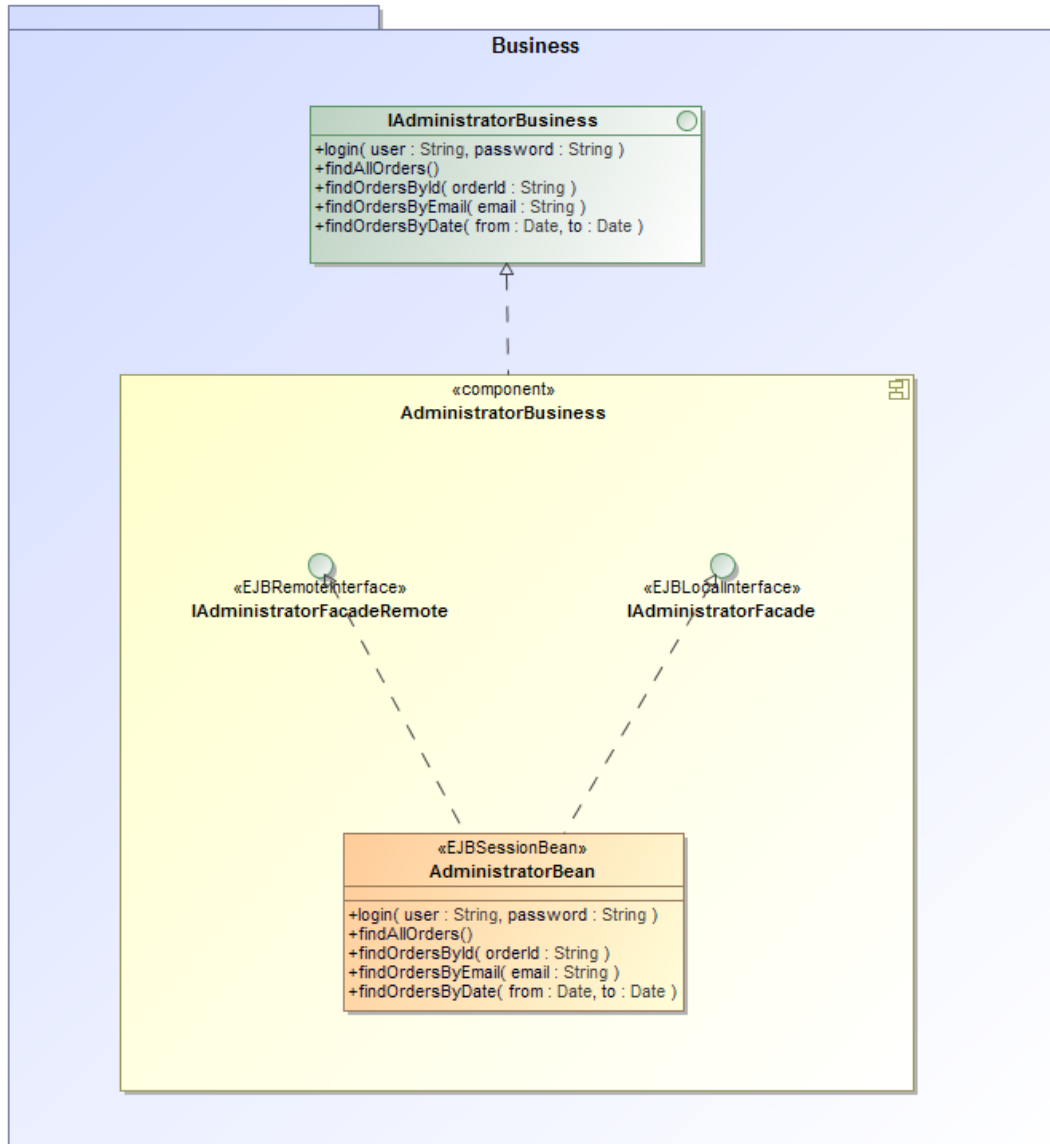 Business
IAdministratorBusiness
+login( user : String, password : String )
+findAllOrders()
+findOrdersById( orderId : String )
+findOrdersByEmail( email : String )
+findOrdersByDate( from : Date, to : Date )
«component»
AdministratorBusiness
«EJBRemoteInterface»
IAdministratorFacadeRemote
«EJBLocalInterface»
IAdministratorFacade
«EJBSessionBean»
AdministratorBean
+login( user : String, password : String )
+findAllOrders()
+findOrdersById( orderId : String )
+findOrdersByEmail( email : String )
+findOrdersByDate( from : Date, to : Date )